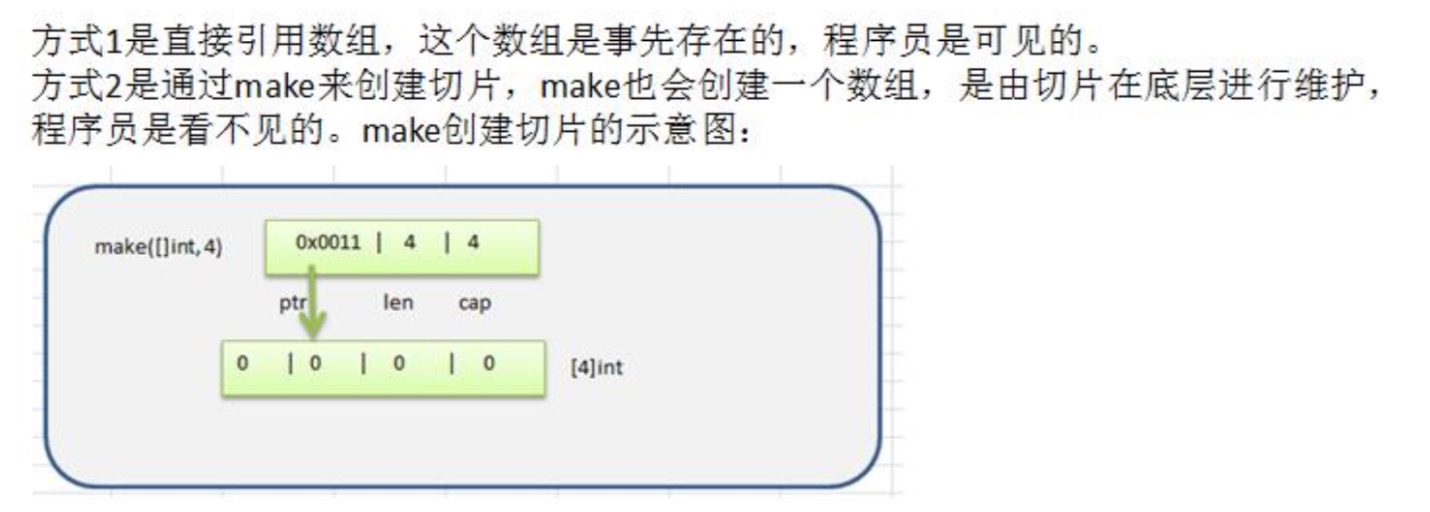 方式1是直接引用数组，这个数组是事先存在的，程序员是可见的。
方式2是通过make来创建切片，make也会创建一个数组，是由切片在底层进行维护，
程序员是看不见的。make创建切片的示意图：
make([]int, 4) 0x0011 | 4 | 4
ptr len cap
0 | 0 | 0 | 0 [4]int